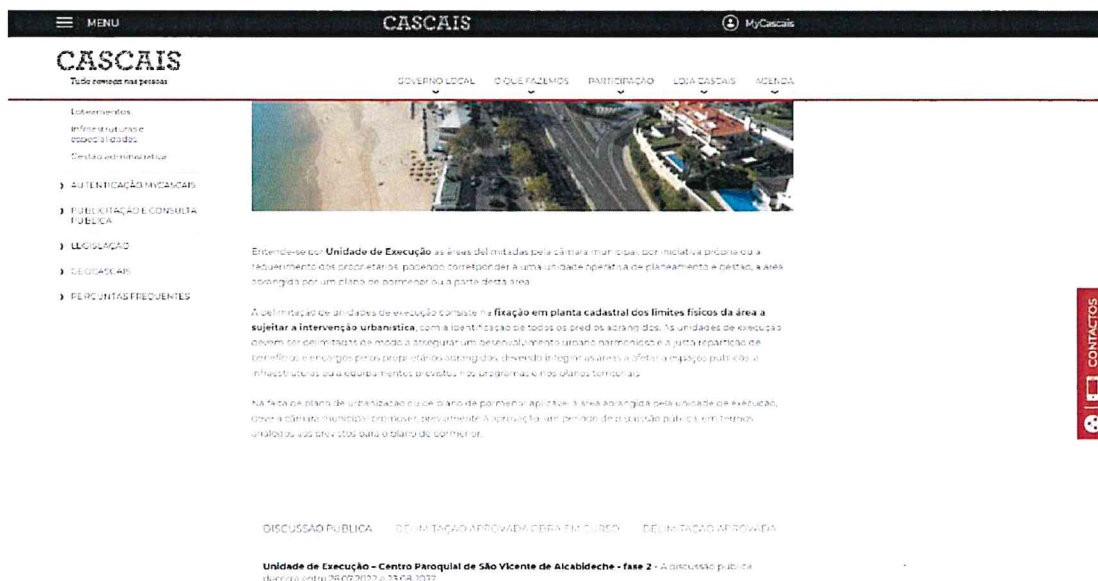 MENU
CASCAIS
MyCascais
CASCAIS
Tudo começa nas pessoas
GOVERNO LOCAL O QUE FAZEMOS PARTICIPAÇÃO LOJA CASCAIS AGENDA
Loteamentos
Infraestruturas e
especialidades
Gestão administrativa
AUTENTICAÇÃO MYCASCAIS
PUBLICITAÇÃO E CONSULTA
PÚBLICA
LEGISLAÇÃO
GEOCASCAIS
PERGUNTAS FREQUENTES
Entende-se por Unidade de Execução as áreas delimitadas pela câmara municipal, por iniciativa própria ou a
requerimento dos proprietários, podendo corresponder a uma unidade operativa de planeamento e gestão, a área
abrangida por um plano de pormenor ou a parte desta área.
A delimitação de unidades de execução consiste na fixação em planta cadastral dos limites físicos da área a
sujeitar a intervenção urbanística, com a identificação de todos os prédios abrangidos. As unidades de execução
devem ser delimitadas de modo a assegurar um desenvolvimento urbano harmonioso e a justa repartição de
benefícios e encargos pelos proprietários abrangidos, devendo integrar as áreas a afetar a espaços públicos, a
infraestruturas ou a equipamentos previstos nos programas e nos planos territoriais.
Na falta de plano de urbanização ou de plano de pormenor aplicável à área abrangida pela unidade de execução,
deve a câmara municipal promover, previamente à aprovação, um período de discussão pública, em termos
análogos aos previstos para o plano de pormenor.
CONTACTOS
DISCUSSÃO PÚBLICA DELIMITAÇÃO APROVADA OBRA EM CURSO DELIMITAÇÃO APROVADA
Unidade de Execução – Centro Paroquial de São Vicente de Alcabideche - fase 2 - A discussão pública
decorre entre 26.07.2022 e 23.08.2022